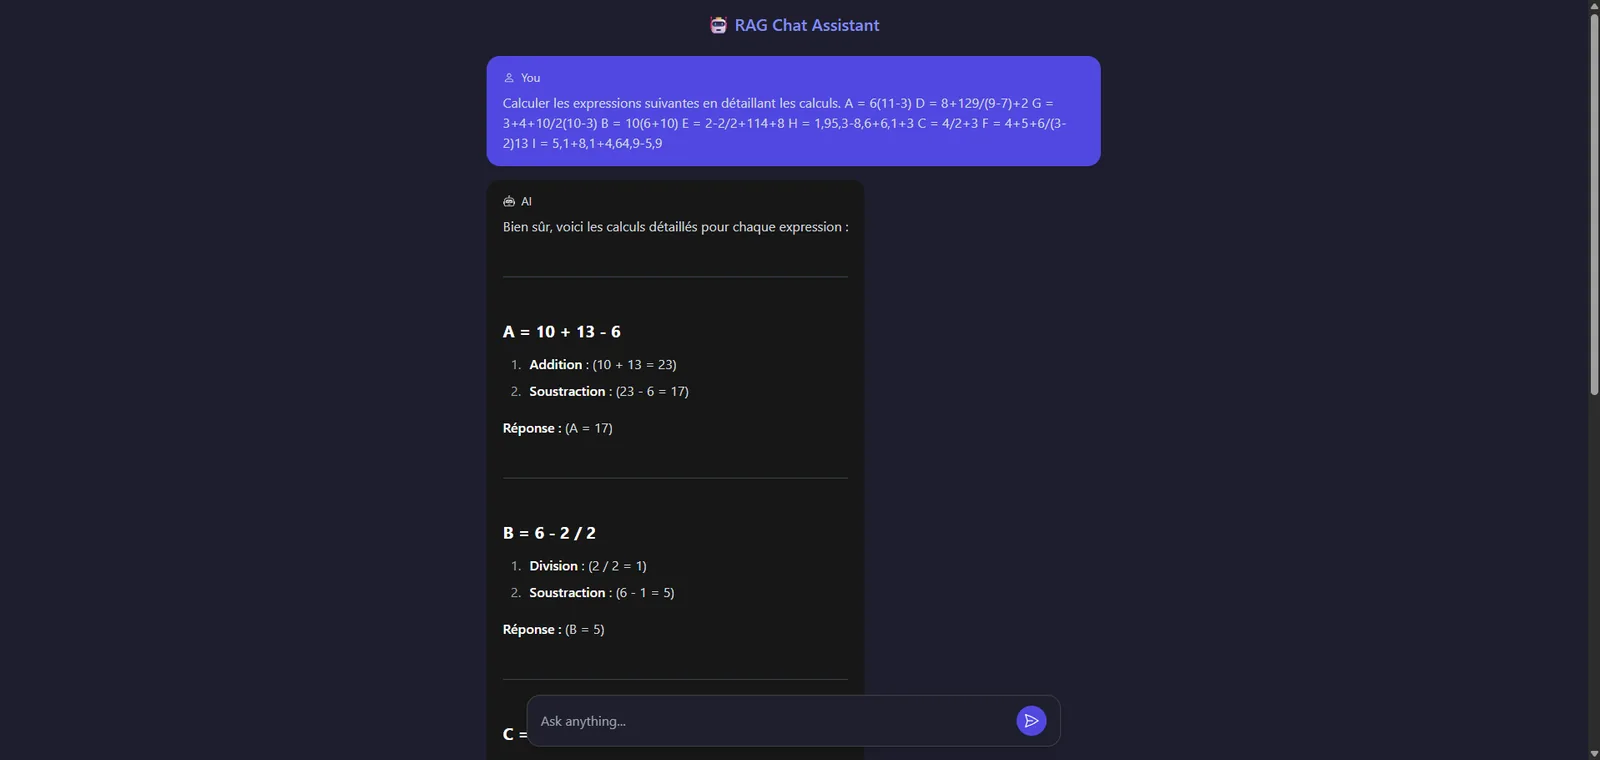 RAG Chat Assistant
You
Calculer les expressions suivantes en détaillant les calculs. A = 6(11-3) D = 8+129/(9-7)+2 G =
3+4+10/2(10-3) B = 10(6+10) E = 2-2/2+114+8 H = 1,95,3-8,6+6,1+3 C = 4/2+3 F = 4+5+6/(3-
2)13 I = 5,1+8,1+4,64,9-5,9
AI
Bien sûr, voici les calculs détaillés pour chaque expression :
A = 10 + 13 - 6
1. Addition : (10 + 13 = 23)
2. Soustraction : (23 - 6 = 17)
Réponse : (A = 17)
B = 6 - 2 / 2
1. Division : (2 / 2 = 1)
2. Soustraction : (6 - 1 = 5)
Réponse : (B = 5)
C =
Ask anything...